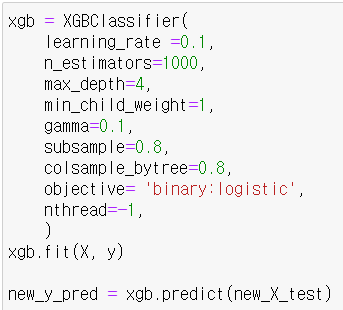 xgb = XGBClassifier(
    learning_rate =0.1,
    n_estimators=1000,
    max_depth=4,
    min_child_weight=1,
    gamma=0.1,
    subsample=0.8,
    colsample_bytree=0.8,
    objective= 'binary:logistic',
    nthread=-1,
    )
xgb.fit(X, y)

new_y_pred = xgb.predict(new_X_test)